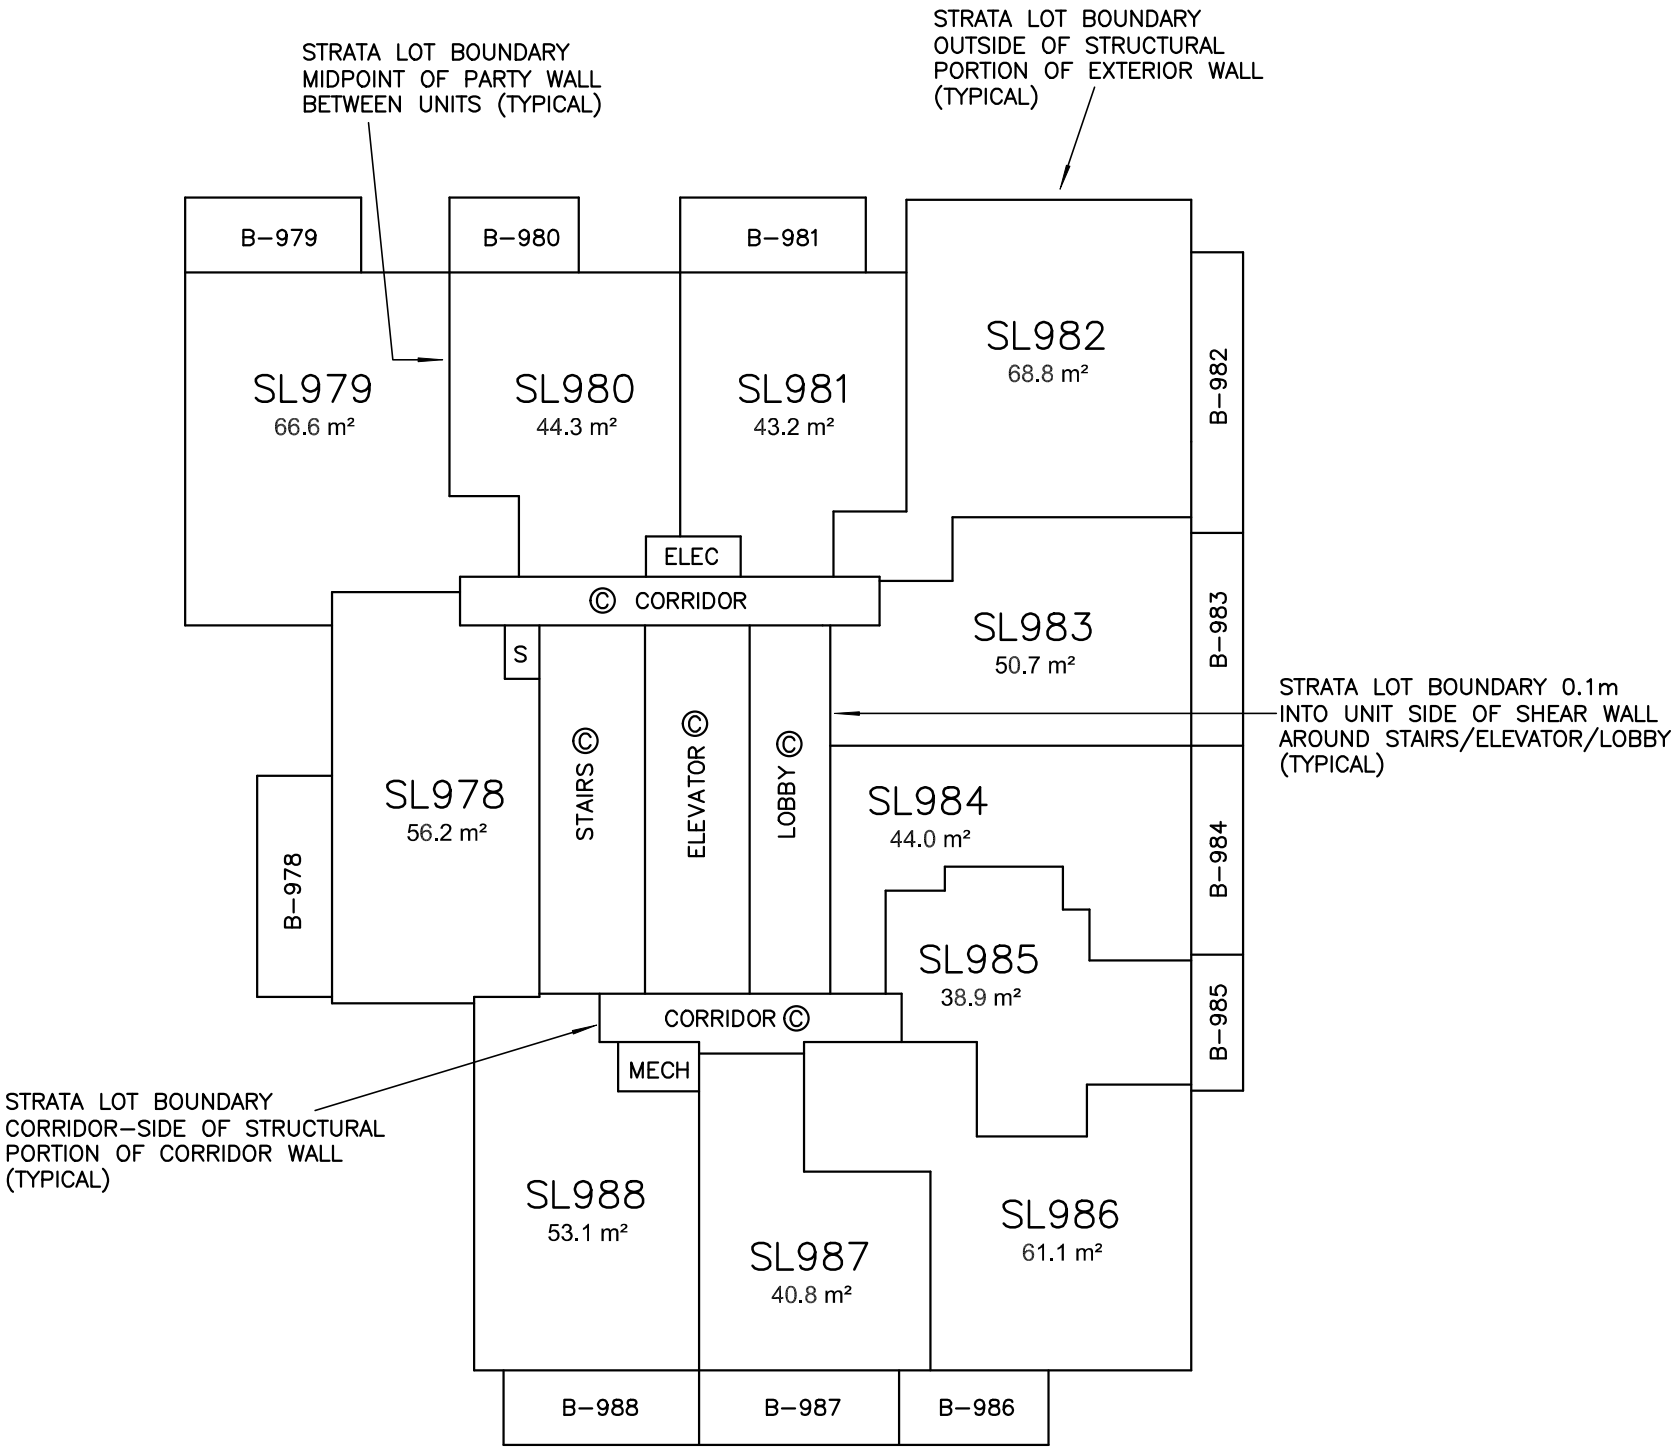 STRATA LOT BOUNDARY
OUTSIDE OF STRUCTURAL
PORTION OF EXTERIOR WALL
(TYPICAL)
STRATA LOT BOUNDARY
MIDPOINT OF PARTY WALL
BETWEEN UNITS (TYPICAL)
B-979
B-980
B-981
SL982
68.8 m²
B-982
SL979
66.6 m²
SL980
44.3 m²
SL981
43.2 m²
ELEC
© CORRIDOR
SL983
50.7 m²
B-983
S
STRATA LOT BOUNDARY 0.1m
INTO UNIT SIDE OF SHEAR WALL
AROUND STAIRS/ELEVATOR/LOBBY
(TYPICAL)
SL978
56.2 m²
B-978
STAIRS ©
ELEVATOR ©
LOBBY ©
SL984
44.0 m²
B-984
SL985
38.9 m²
B-985
CORRIDOR ©
MECH
STRATA LOT BOUNDARY
CORRIDOR-SIDE OF STRUCTURAL
PORTION OF CORRIDOR WALL
(TYPICAL)
SL988
53.1 m²
SL987
40.8 m²
SL986
61.1 m²
B-988
B-987
B-986